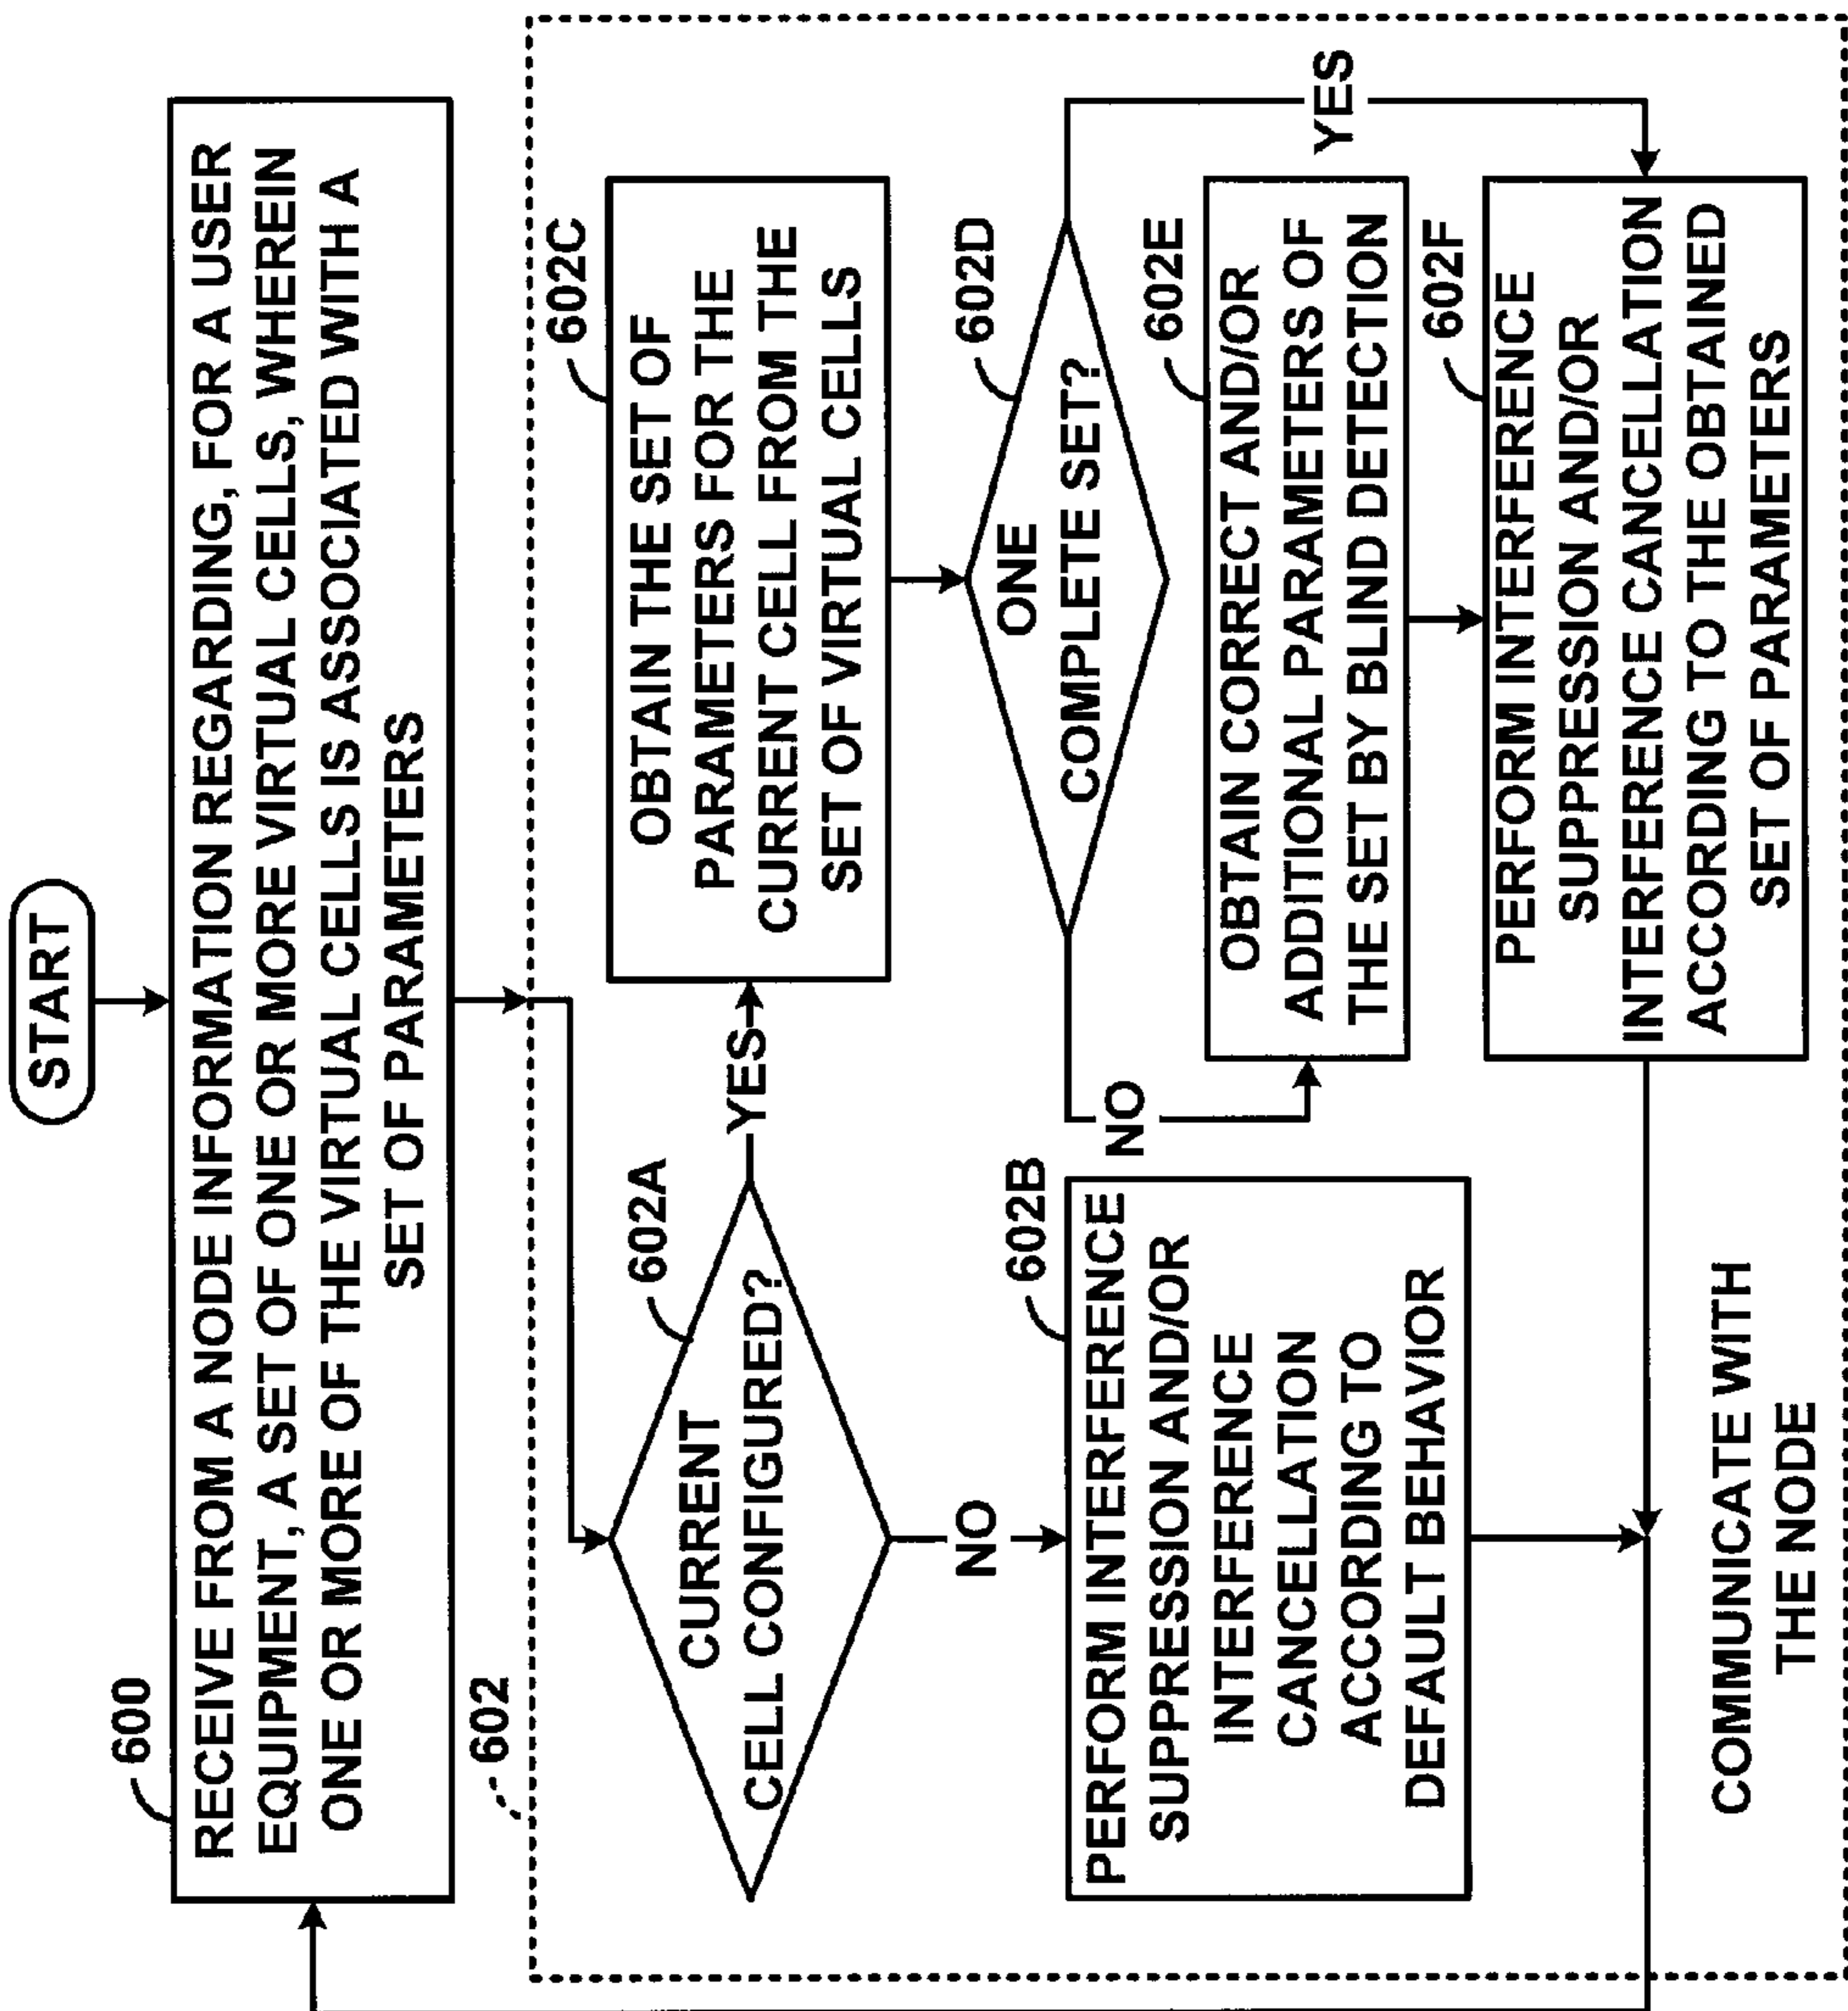 START
600
RECEIVE FROM A NODE INFORMATION REGARDING, FOR A USER
EQUIPMENT, A SET OF ONE OR MORE VIRTUAL CELLS, WHEREIN
ONE OR MORE OF THE VIRTUAL CELLS IS ASSOCIATED WITH A
SET OF PARAMETERS
602
602A
CURRENT
CELL CONFIGURED?
YES
NO
602B
PERFORM INTERFERENCE
SUPPRESSION AND/OR
INTERFERENCE
CANCELLATION
ACCORDING TO
DEFAULT BEHAVIOR
602C
OBTAIN THE SET OF
PARAMETERS FOR THE
CURRENT CELL FROM THE
SET OF VIRTUAL CELLS
602D
ONE
COMPLETE SET?
NO
YES
602E
OBTAIN CORRECT AND/OR
ADDITIONAL PARAMETERS OF
THE SET BY BLIND DETECTION
602F
PERFORM INTERFERENCE
SUPPRESSION AND/OR
INTERFERENCE CANCELLATION
ACCORDING TO THE OBTAINED
SET OF PARAMETERS
COMMUNICATE WITH
THE NODE